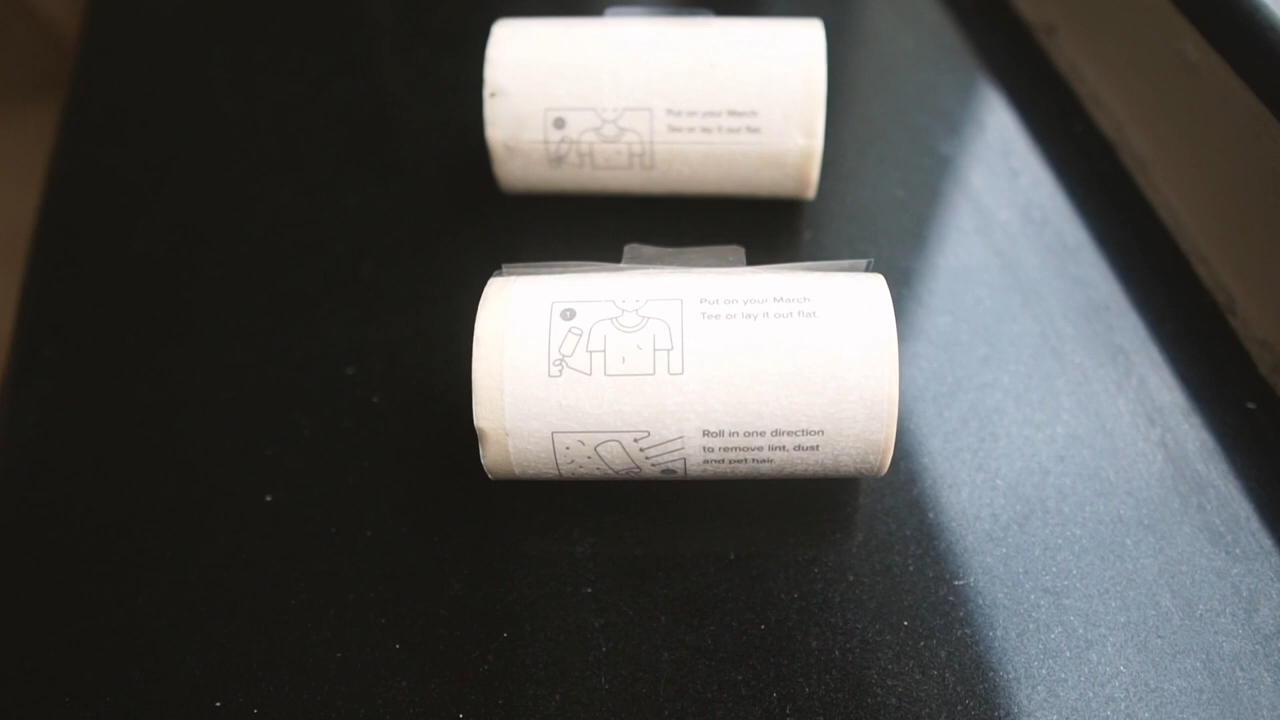 Put on your March
Tee or lay it out flat.
1
Put on your March
Tee or lay it out flat.
Roll in one direction
to remove lint, dust
and pet hair.